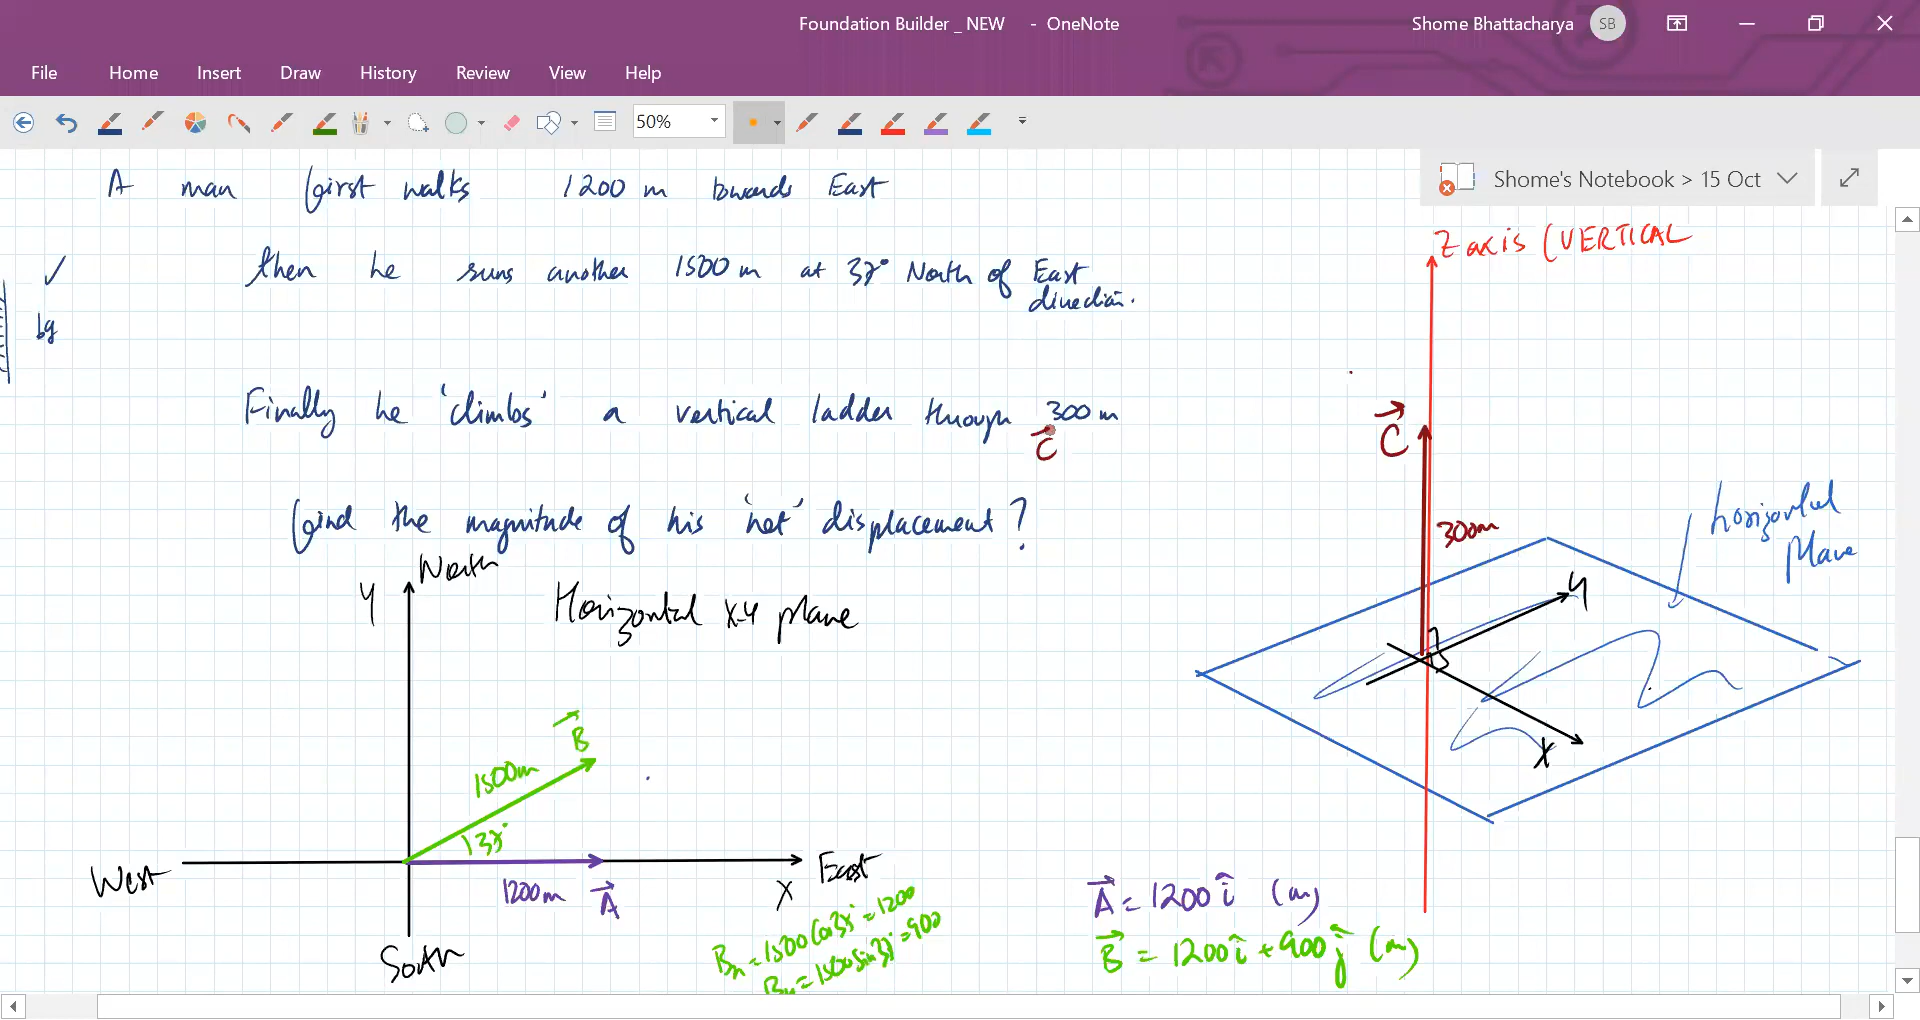 Foundation Builder _ NEW - OneNote
Shome Bhattacharya SB
File Home Insert Draw History Review View Help
50%
Shome's Notebook > 15 Oct
A man first walks 1200 m towards East
then he runs another 1500 m at 37° North of East
direction.
by
Finally he 'climbs' a vertical ladder through 300 m
C
find the magnitude of his 'net' displacement?
Z axis (VERTICAL
C
300m
horizontal
plane
Y
X
Y North
Horizontal X-Y plane
B
1500m
37°
West
East
X
1200m A
South
Bx = 1500 Cos37° = 1200
By = 1500 sin37° = 900
A = 1200 î (m)
B = 1200 î + 900 ĵ (m)